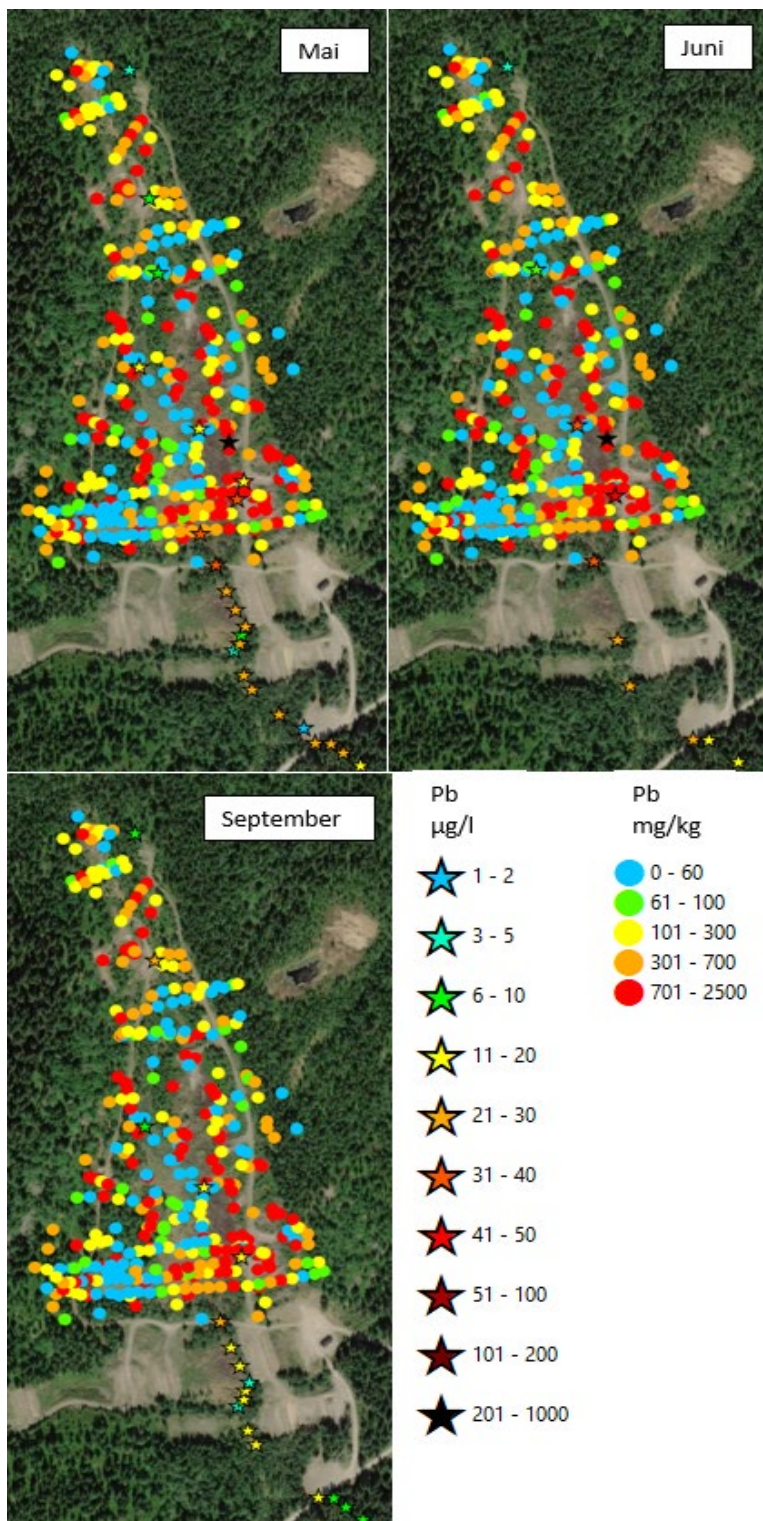 Mai
Juni
September
Pb
µg/l
1 - 2
3 - 5
6 - 10
11 - 20
21 - 30
31 - 40
41 - 50
51 - 100
101 - 200
201 - 1000
Pb
mg/kg
0 - 60
61 - 100
101 - 300
301 - 700
701 - 2500